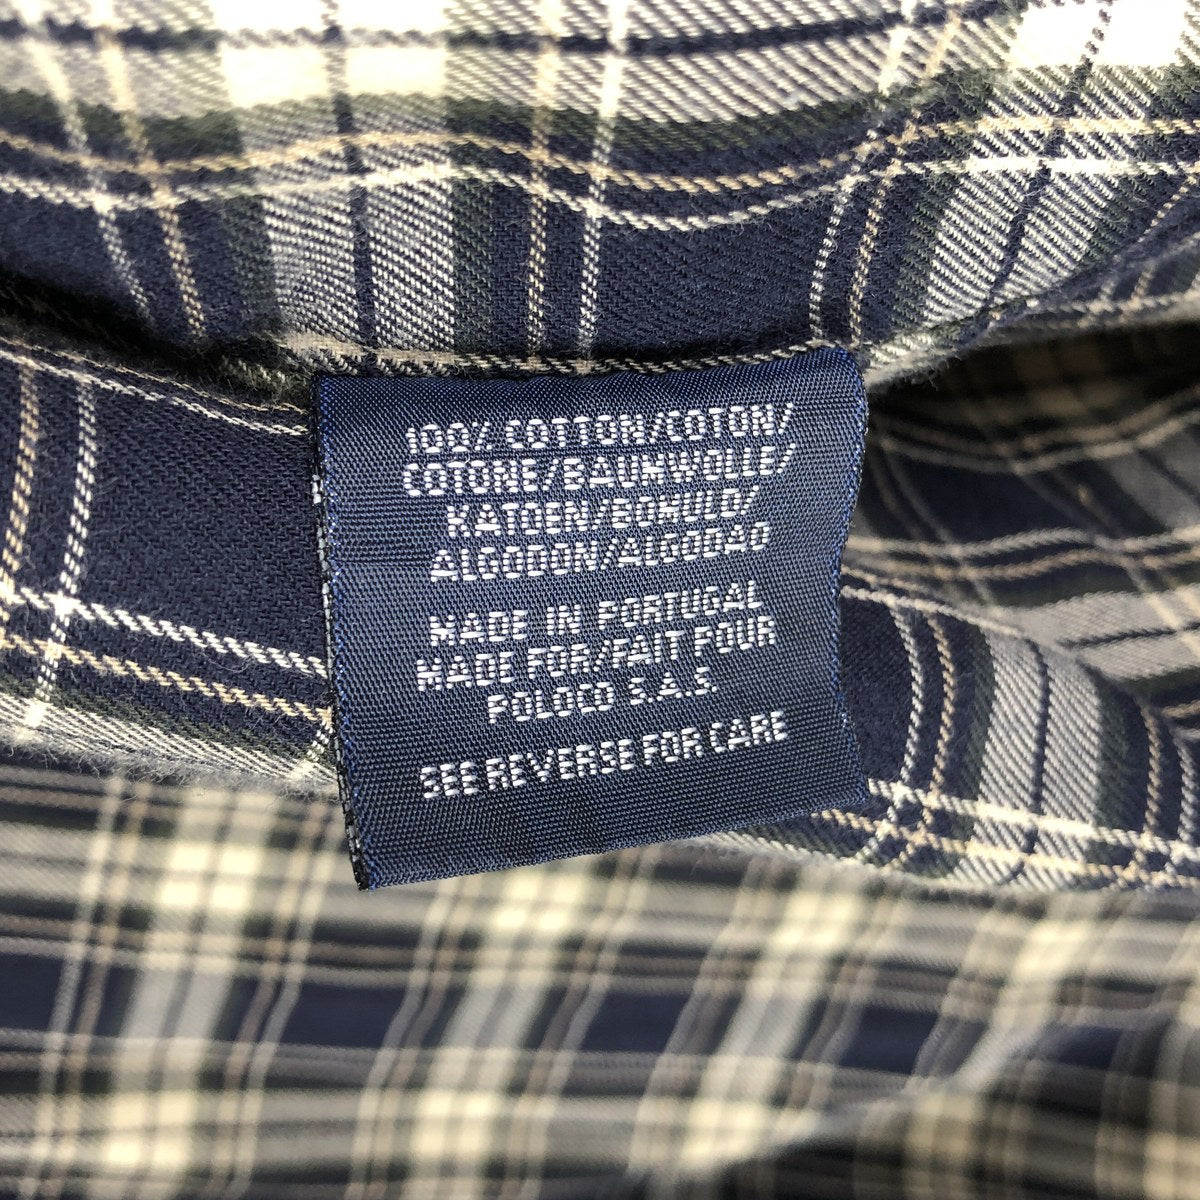 100% COTTON/COTON/
COTONE/BAUMWOLLE/
KATOEN/BOMULD/
ALGODON/ALGODAO
MADE IN PORTUGAL
MADE FOR/FAIT POUR
POLOCO S.A.S.
SEE REVERSE FOR CARE